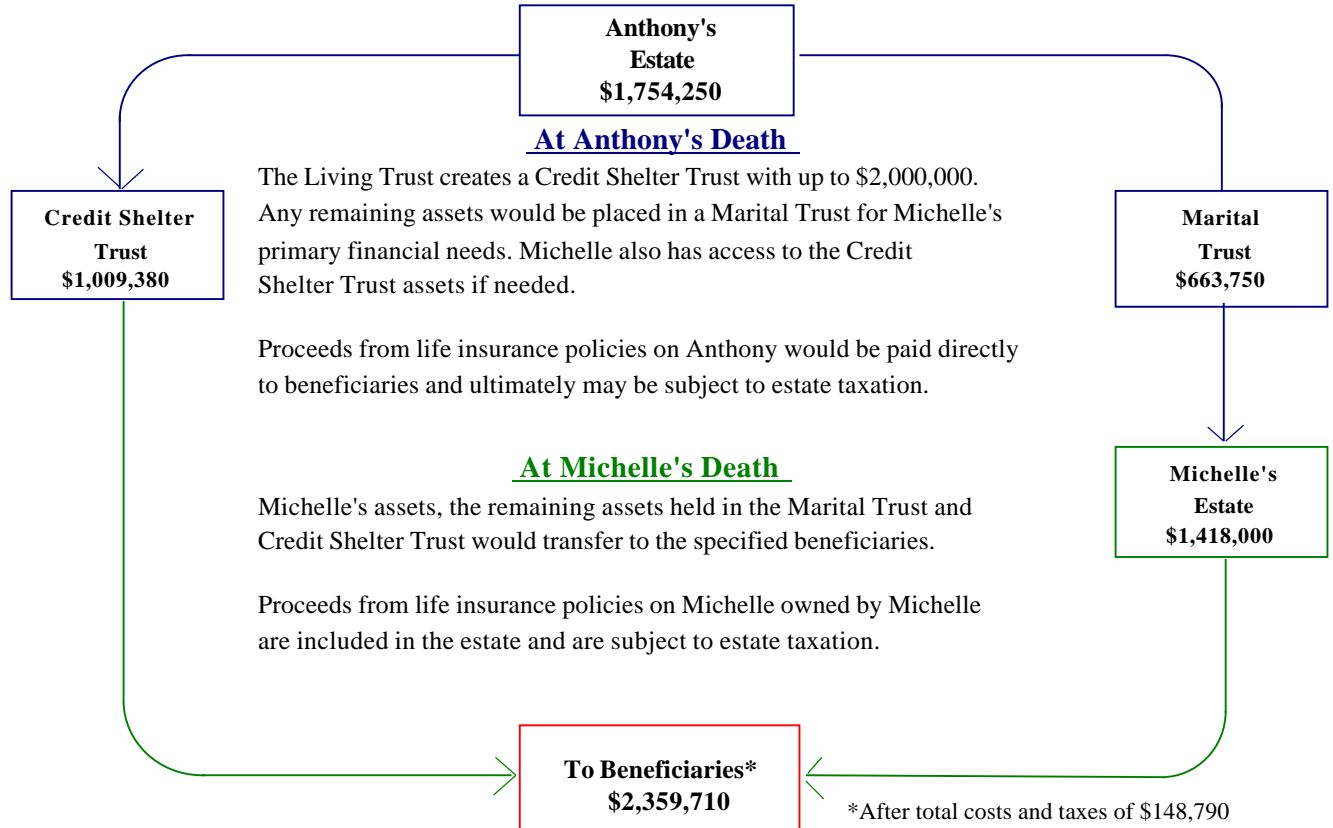 Anthony's
Estate
$1,754,250
At Anthony's Death
The Living Trust creates a Credit Shelter Trust with up to $2,000,000.
Any remaining assets would be placed in a Marital Trust for Michelle's
primary financial needs. Michelle also has access to the Credit
Shelter Trust assets if needed.
Proceeds from life insurance policies on Anthony would be paid directly
to beneficiaries and ultimately may be subject to estate taxation.
Credit Shelter
Trust
$1,009,380
Marital
Trust
$663,750
At Michelle's Death
Michelle's assets, the remaining assets held in the Marital Trust and
Credit Shelter Trust would transfer to the specified beneficiaries.
Proceeds from life insurance policies on Michelle owned by Michelle
are included in the estate and are subject to estate taxation.
Michelle's
Estate
$1,418,000
To Beneficiaries*
$2,359,710
*After total costs and taxes of $148,790